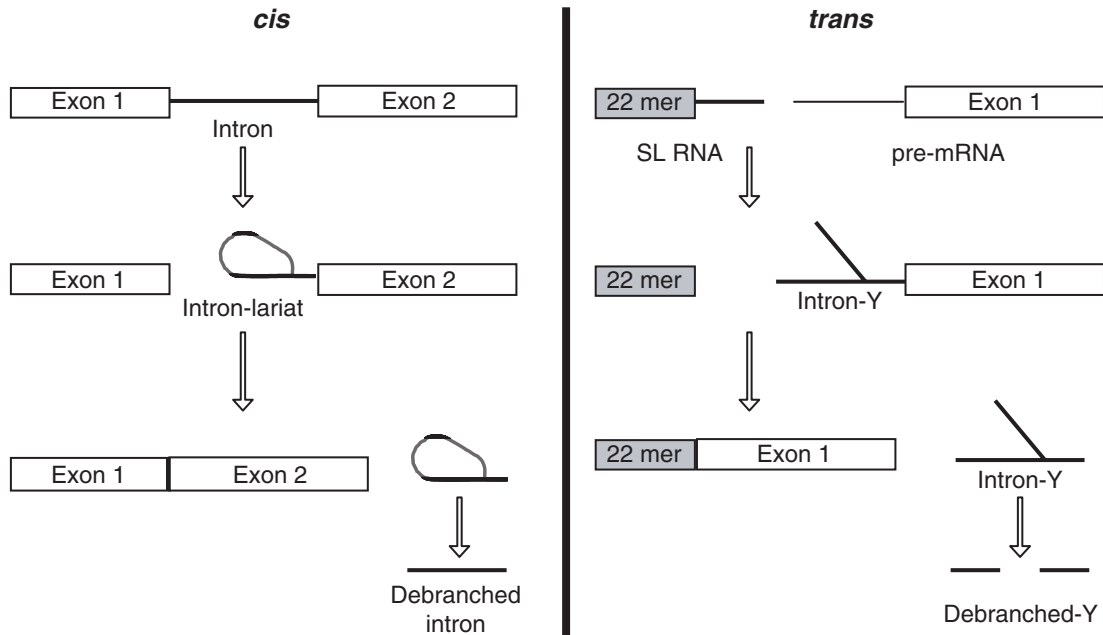 cis
Exon 1
Exon 2
Intron
Exon 1
Exon 2
Intron-lariat
Exon 1
Exon 2
Debranched
intron
trans
22 mer
Exon 1
SL RNA
pre-mRNA
22 mer
Exon 1
Intron-Y
22 mer
Exon 1
Intron-Y
Debranched-Y